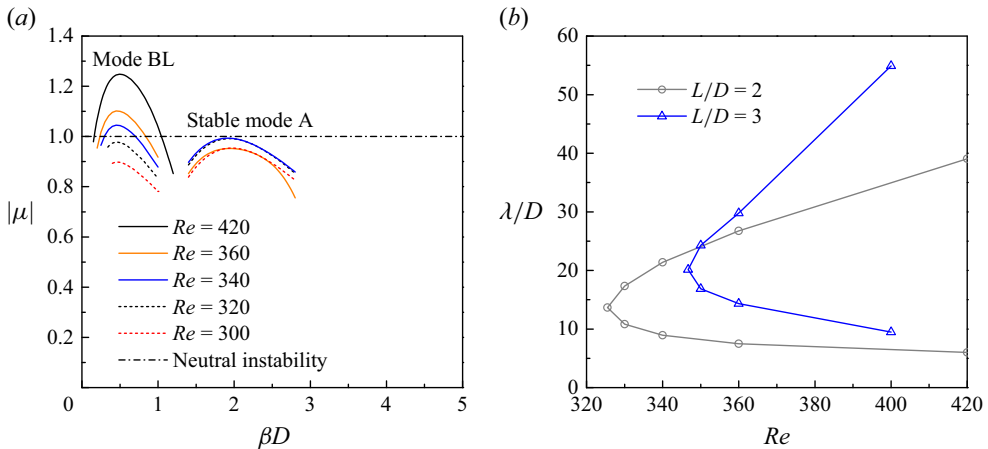 (a)
1.4
1.2
1.0
0.8
0.6
0.4
0.2
0
1
2
3
4
5
|μ|
βD
Mode BL
Stable mode A
Re = 420
Re = 360
Re = 340
Re = 320
Re = 300
Neutral instability
(b)
60
50
40
30
20
10
0
320
340
360
380
400
420
λ/D
Re
L/D = 2
L/D = 3